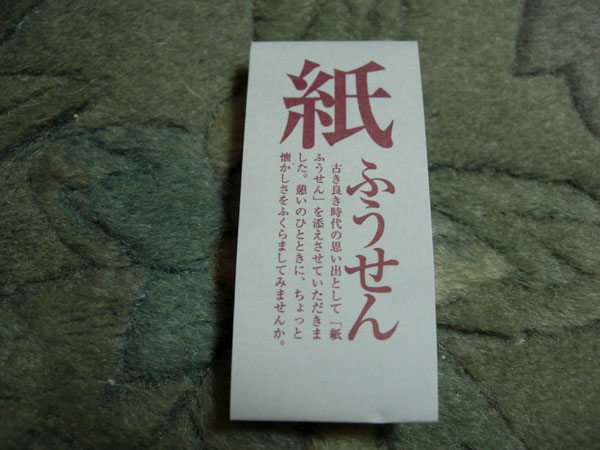 紙ふうせん
古き良き時代の思い出として「紙
ふうせん」を添えさせていただきま
した。憩いのひとときに、ちょっと
懐かしさをふくらましてみませんか。